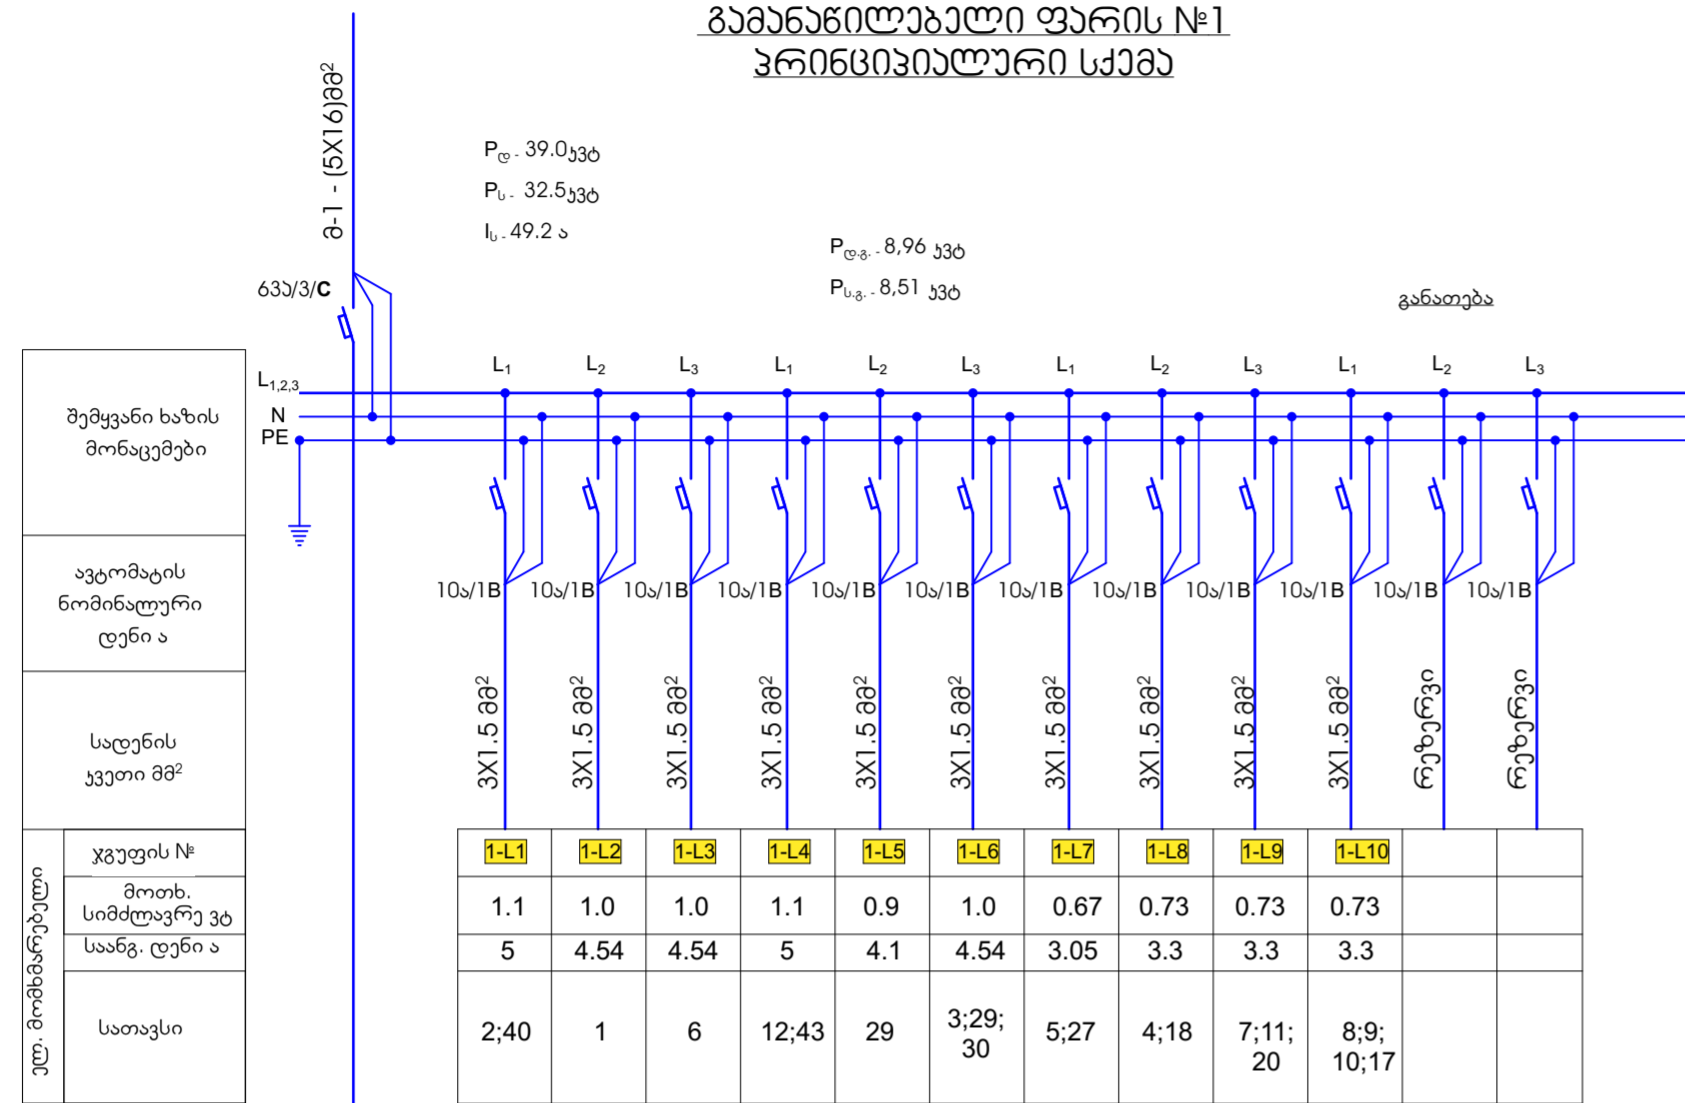 გამანაწილებელი ფარის №1
პრინციპიალური სქემა
მ-1 - (5X16)მმ²
Pდ - 39.0კვტ
Pს - 32.5კვტ
Iს - 49.2 ა
Pდ.გ. - 8,96 კვტ
Pს.გ. - 8,51 კვტ
განათება
63ა/3/C
L1,2,3
N
PE
L1 L2 L3 L1 L2 L3 L1 L2 L3 L1 L2 L3
შემყვანი ხაზის
მონაცემები
ავტომატის
ნომინალური
დენი ა
10ა/1B 10ა/1B 10ა/1B 10ა/1B 10ა/1B 10ა/1B 10ა/1B 10ა/1B 10ა/1B 10ა/1B 10ა/1B 10ა/1B
სადენის
კვეთი მმ²
3X1.5 მმ² 3X1.5 მმ² 3X1.5 მმ² 3X1.5 მმ² 3X1.5 მმ² 3X1.5 მმ² 3X1.5 მმ² 3X1.5 მმ² 3X1.5 მმ² 3X1.5 მმ² რეზერვი რეზერვი
ელ. მომხმარებელი
ჯგუფის №
1-L1 1-L2 1-L3 1-L4 1-L5 1-L6 1-L7 1-L8 1-L9 1-L10
მოთხ.
სიმძლავრე ვტ
1.1 1.0 1.0 1.1 0.9 1.0 0.67 0.73 0.73 0.73
საანგ. დენი ა
5 4.54 4.54 5 4.1 4.54 3.05 3.3 3.3 3.3
სათავსი
2;40 1 6 12;43 29 3;29; 5;27 4;18 7;11; 8;9;
30 20 10;17